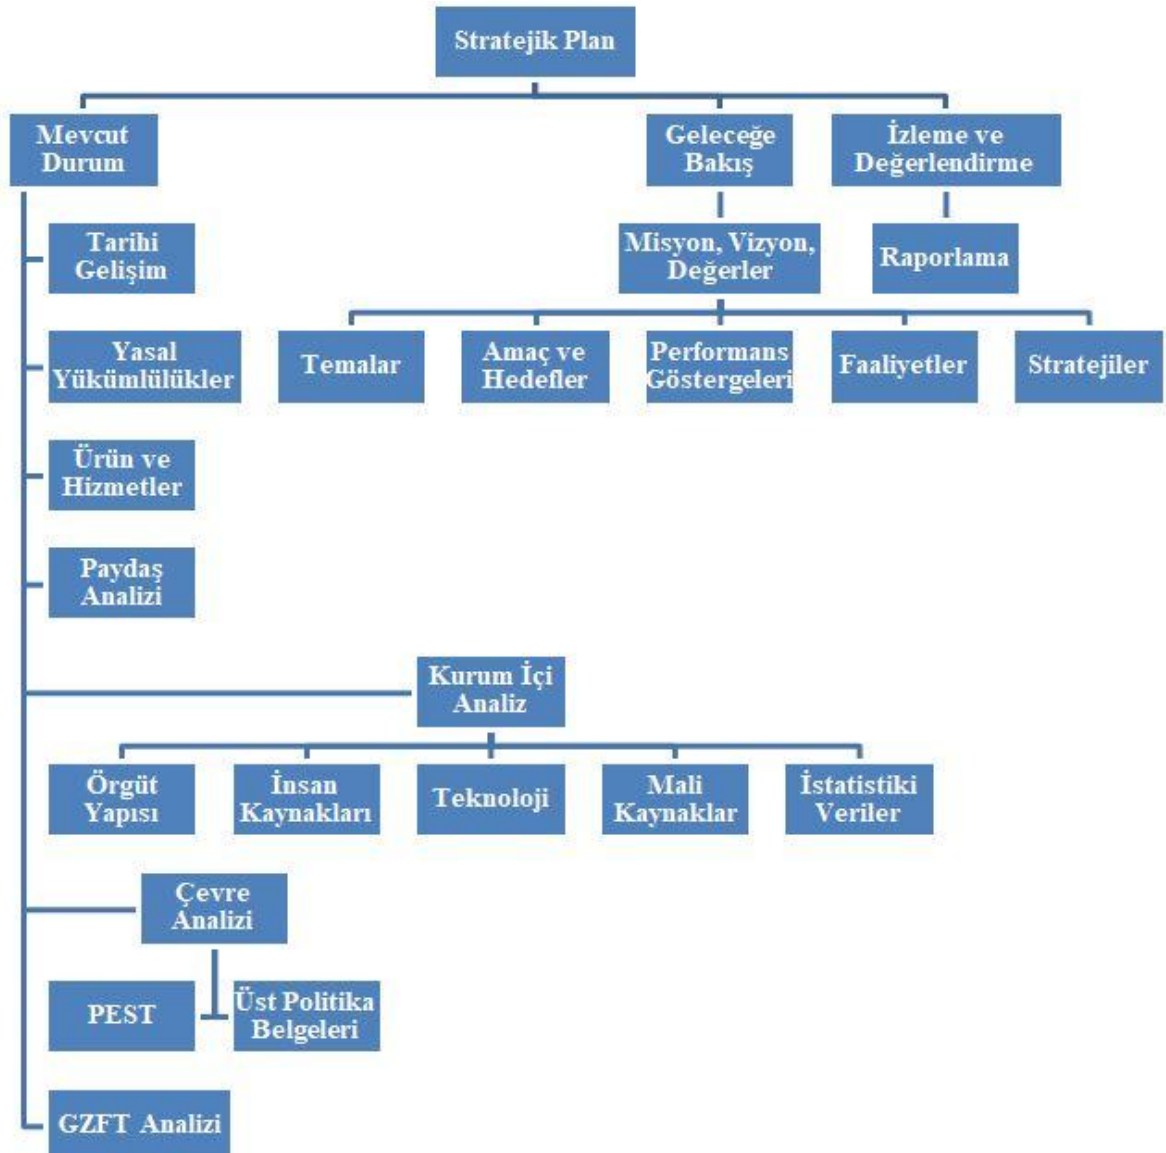 Stratejik Plan
Mevcut
Durum
Geleceğe
Bakış
İzleme ve
Değerlendirme
Tarihi
Gelişim
Misyon, Vizyon,
Değerler
Raporlama
Yasal
Yükümlülükler
Temalar
Amaç ve
Hedefler
Performans
Göstergeleri
Faaliyetler
Stratejiler
Ürün ve
Hizmetler
Paydaş
Analizi
Kurum İçi
Analiz
Örgüt
Yapısı
İnsan
Kaynakları
Teknoloji
Mali
Kaynaklar
İstatistiki
Veriler
Çevre
Analizi
PEST
Üst Politika
Belgeleri
GZFT Analizi